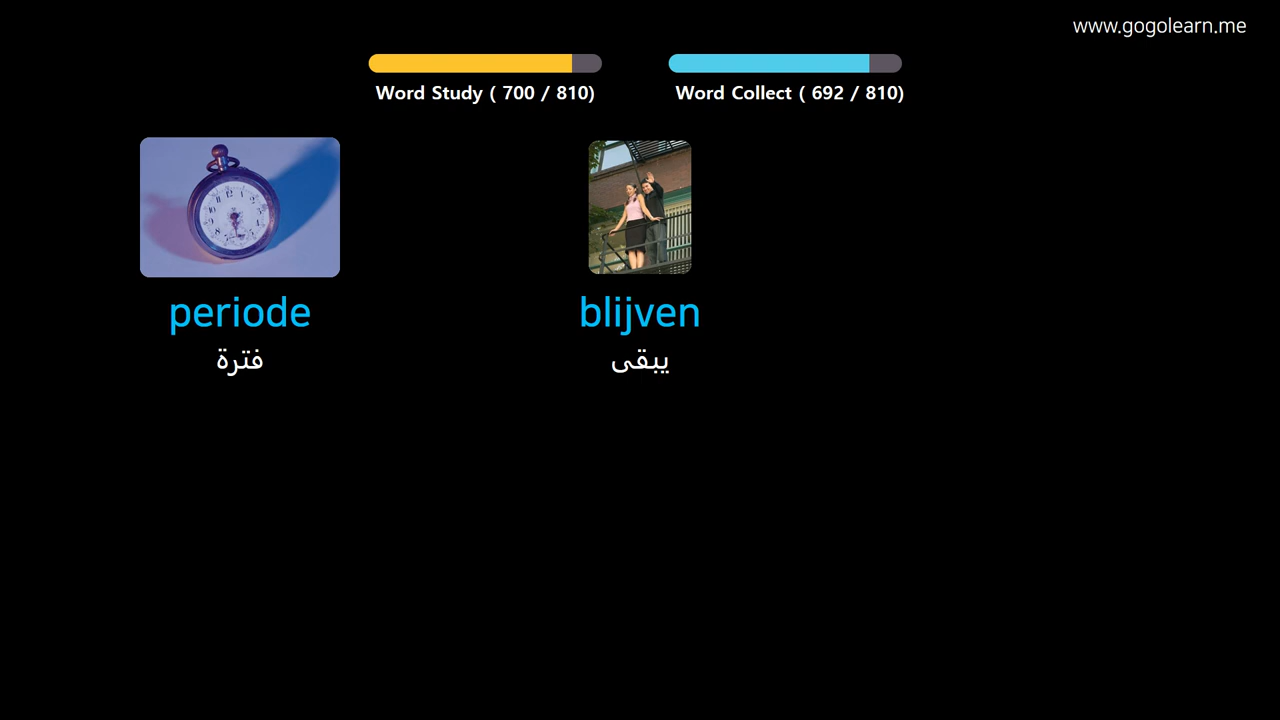 www.gogolearn.me
Word Study ( 700 / 810)
Word Collect ( 692 / 810)
periode
فترة
blijven
يبقى